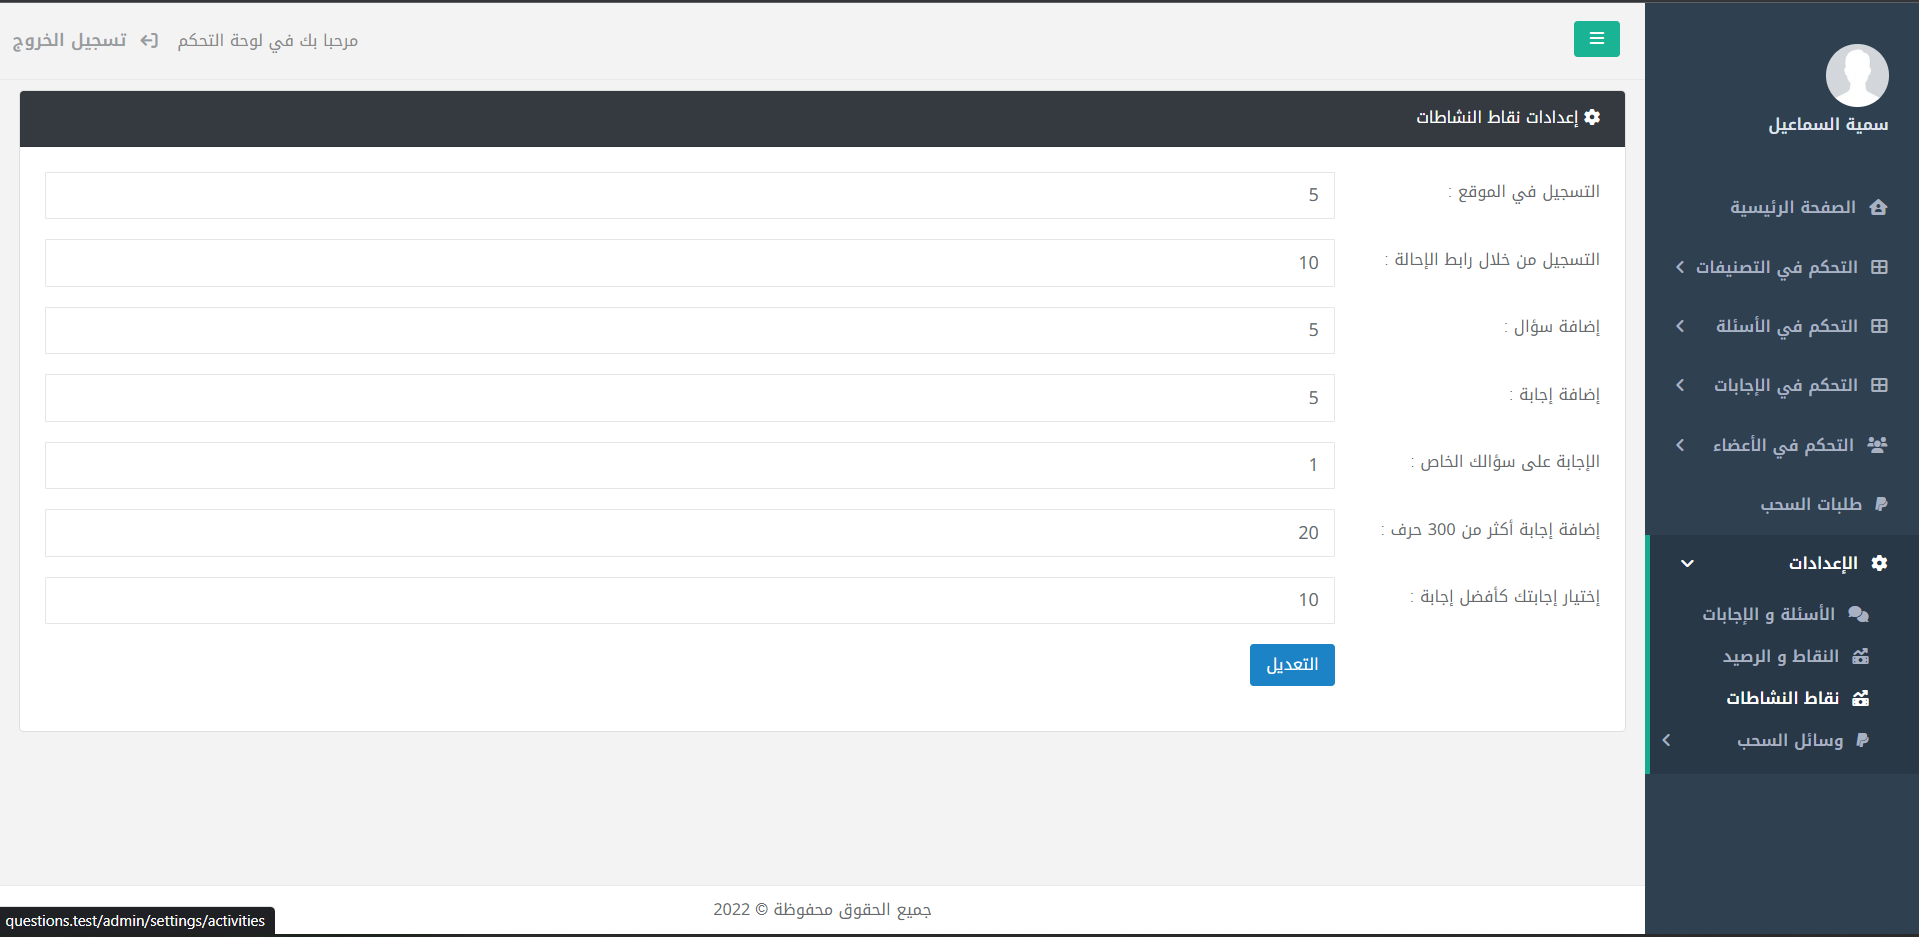 سمية السماعيل
الصفحة الرئيسية
التحكم في التصنيفات
التحكم في الأسئلة
التحكم في الإجابات
التحكم في الأعضاء
طلبات السحب
الإعدادات
الأسئلة و الإجابات
النقاط و الرصيد
نقاط النشاطات
وسائل السحب
مرحبا بك في لوحة التحكم
تسجيل الخروج
إعدادات نقاط النشاطات
التسجيل في الموقع : 5
التسجيل من خلال رابط الإحالة : 10
إضافة سؤال : 5
إضافة إجابة : 5
الإجابة على سؤالك الخاص : 1
إضافة إجابة أكثر من 300 حرف : 20
إختيار إجابتك كأفضل إجابة : 10
التعديل
جميع الحقوق محفوظة © 2022
questions.test/admin/settings/activities